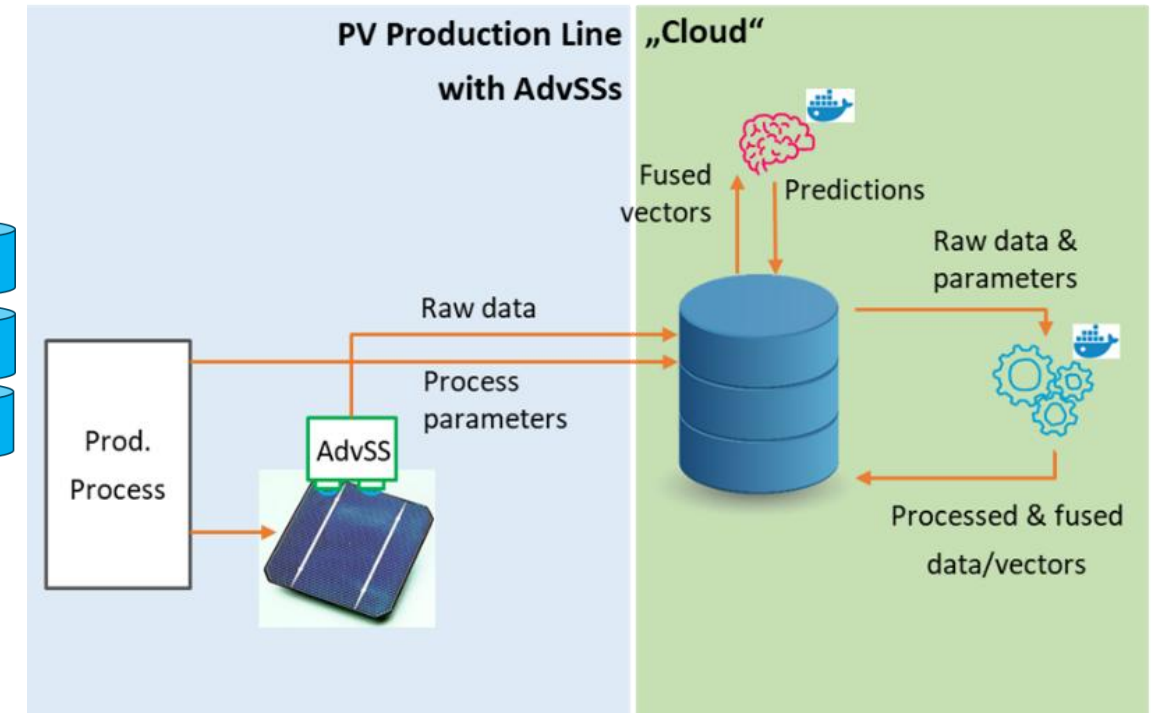 PV Production Line
with AdvSSs
„Cloud“
Fused
vectors
Predictions
Raw data &
parameters
Raw data
Process
parameters
Prod.
Process
AdvSS
Processed & fused
data/vectors